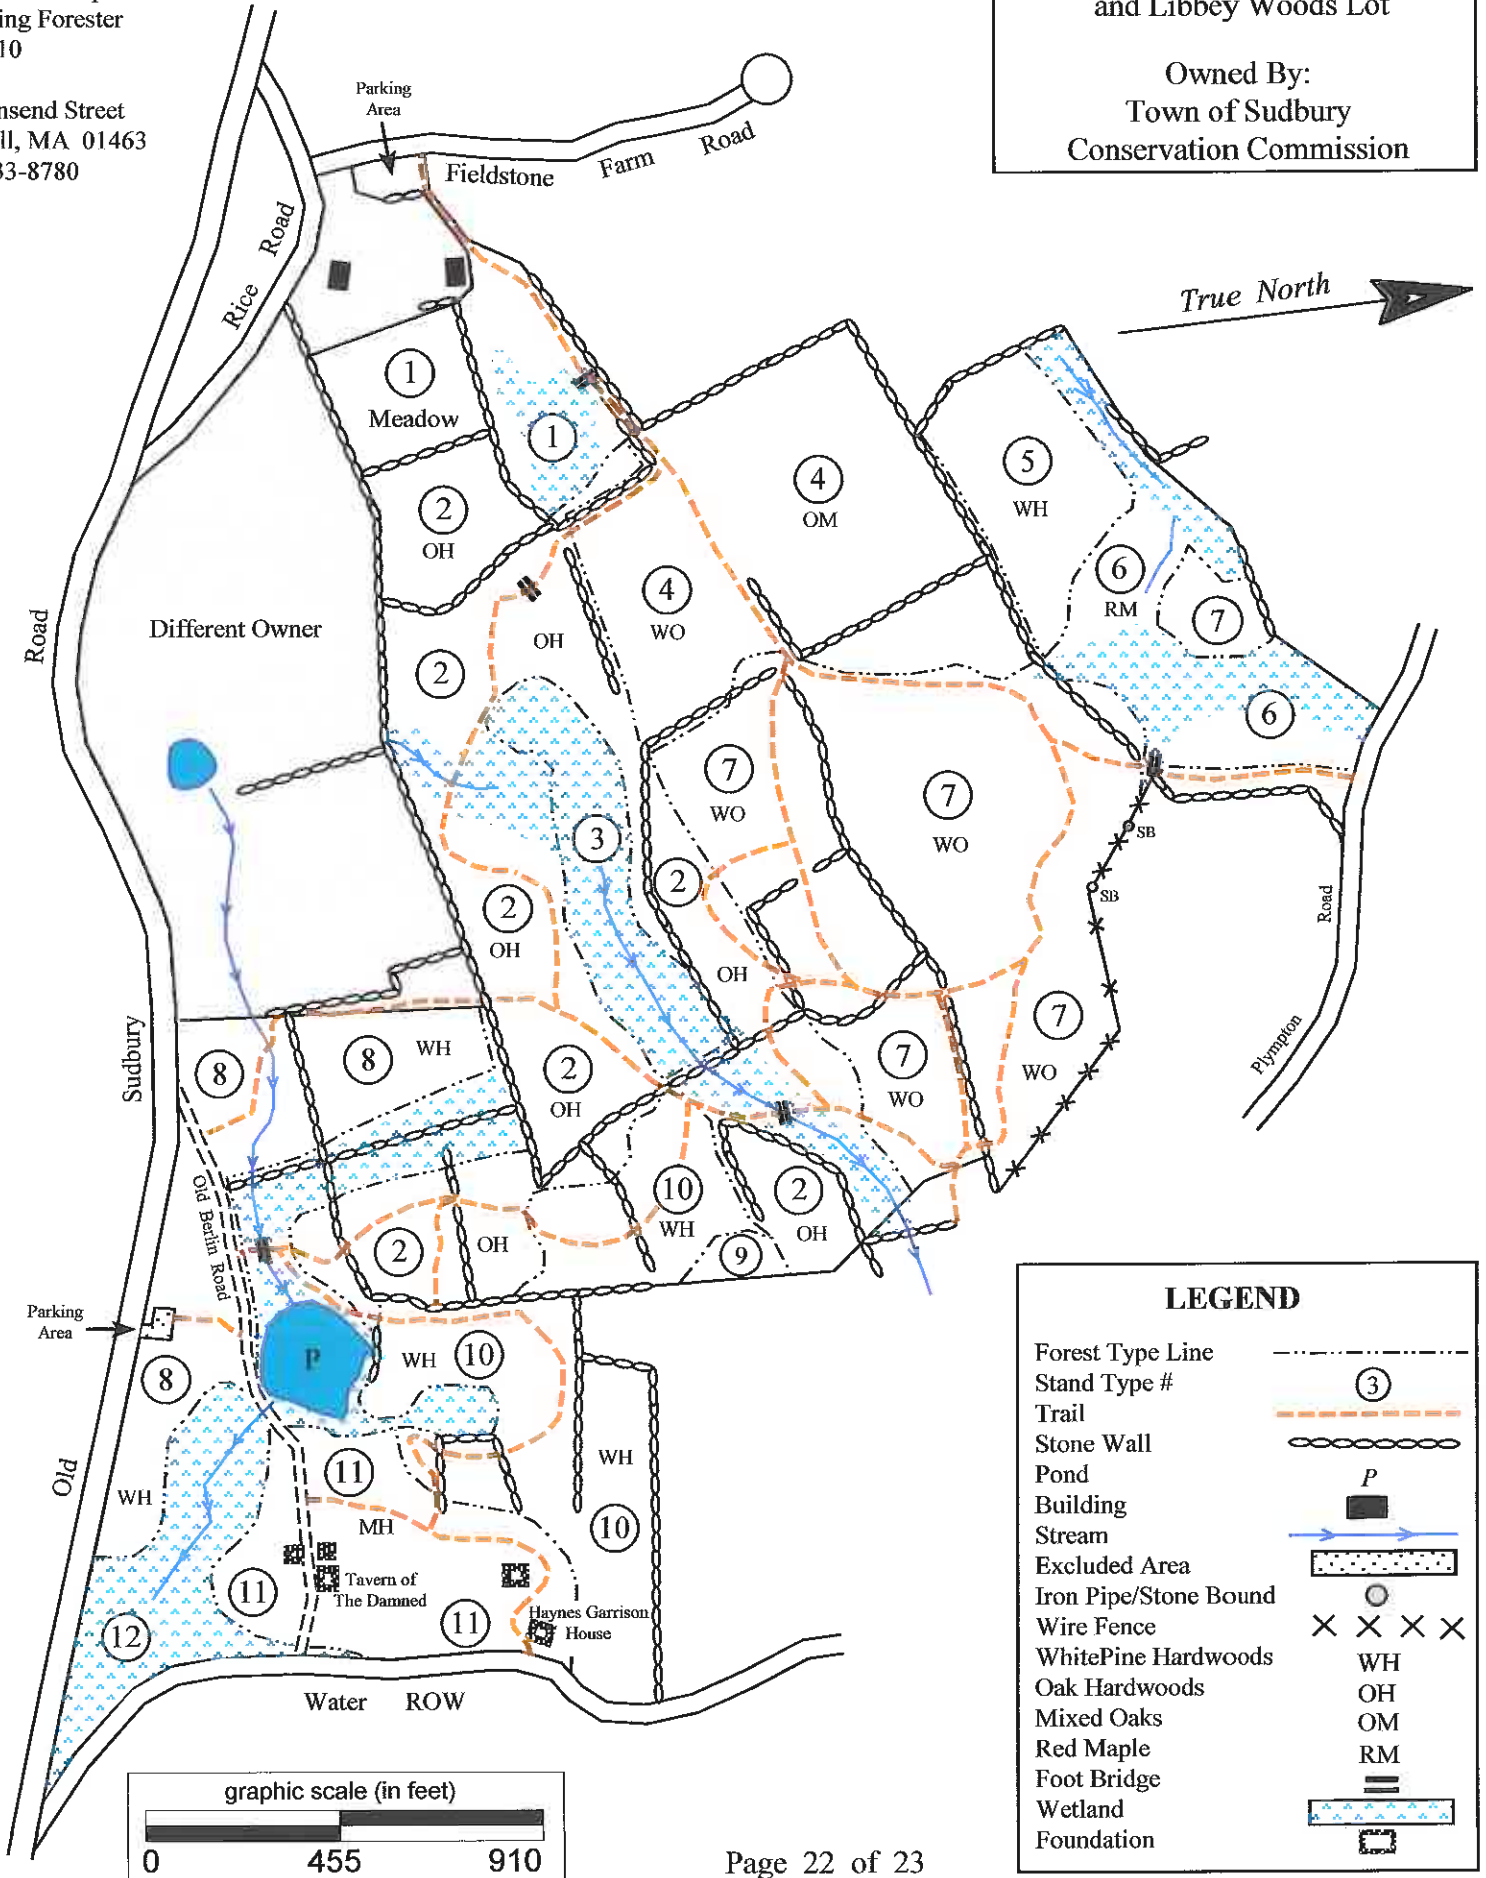 ing Forester
10
nsend Street
ll, MA 01463
33-8780
and Libbey Woods Lot
Owned By:
Town of Sudbury
Conservation Commission
Parking
Area
Fieldstone Farm Road
Rice Road
True North
1
Meadow
1
2
OH
4
OM
5
WH
6
RM
7
4
WO
OH
2
Different Owner
Road
6
7
WO
7
WO
3
2
SB
SB
2
OH
OH
Road
7
WO
Plympton
Sudbury
8
8
WH
2
OH
7
WO
Old Berlin Road
10
WH
2
OH
2
OH
9
Parking
Area
P
WH
10
8
Old
WH
11
MH
WH
10
11
Tavern of
The Damned
11
Haynes Garrison
House
12
Water ROW
LEGEND
Forest Type Line
Stand Type # 3
Trail
Stone Wall
Pond P
Building
Stream
Excluded Area
Iron Pipe/Stone Bound
Wire Fence
WhitePine Hardwoods WH
Oak Hardwoods OH
Mixed Oaks OM
Red Maple RM
Foot Bridge
Wetland
Foundation
graphic scale (in feet)
0 455 910
Page 22 of 23